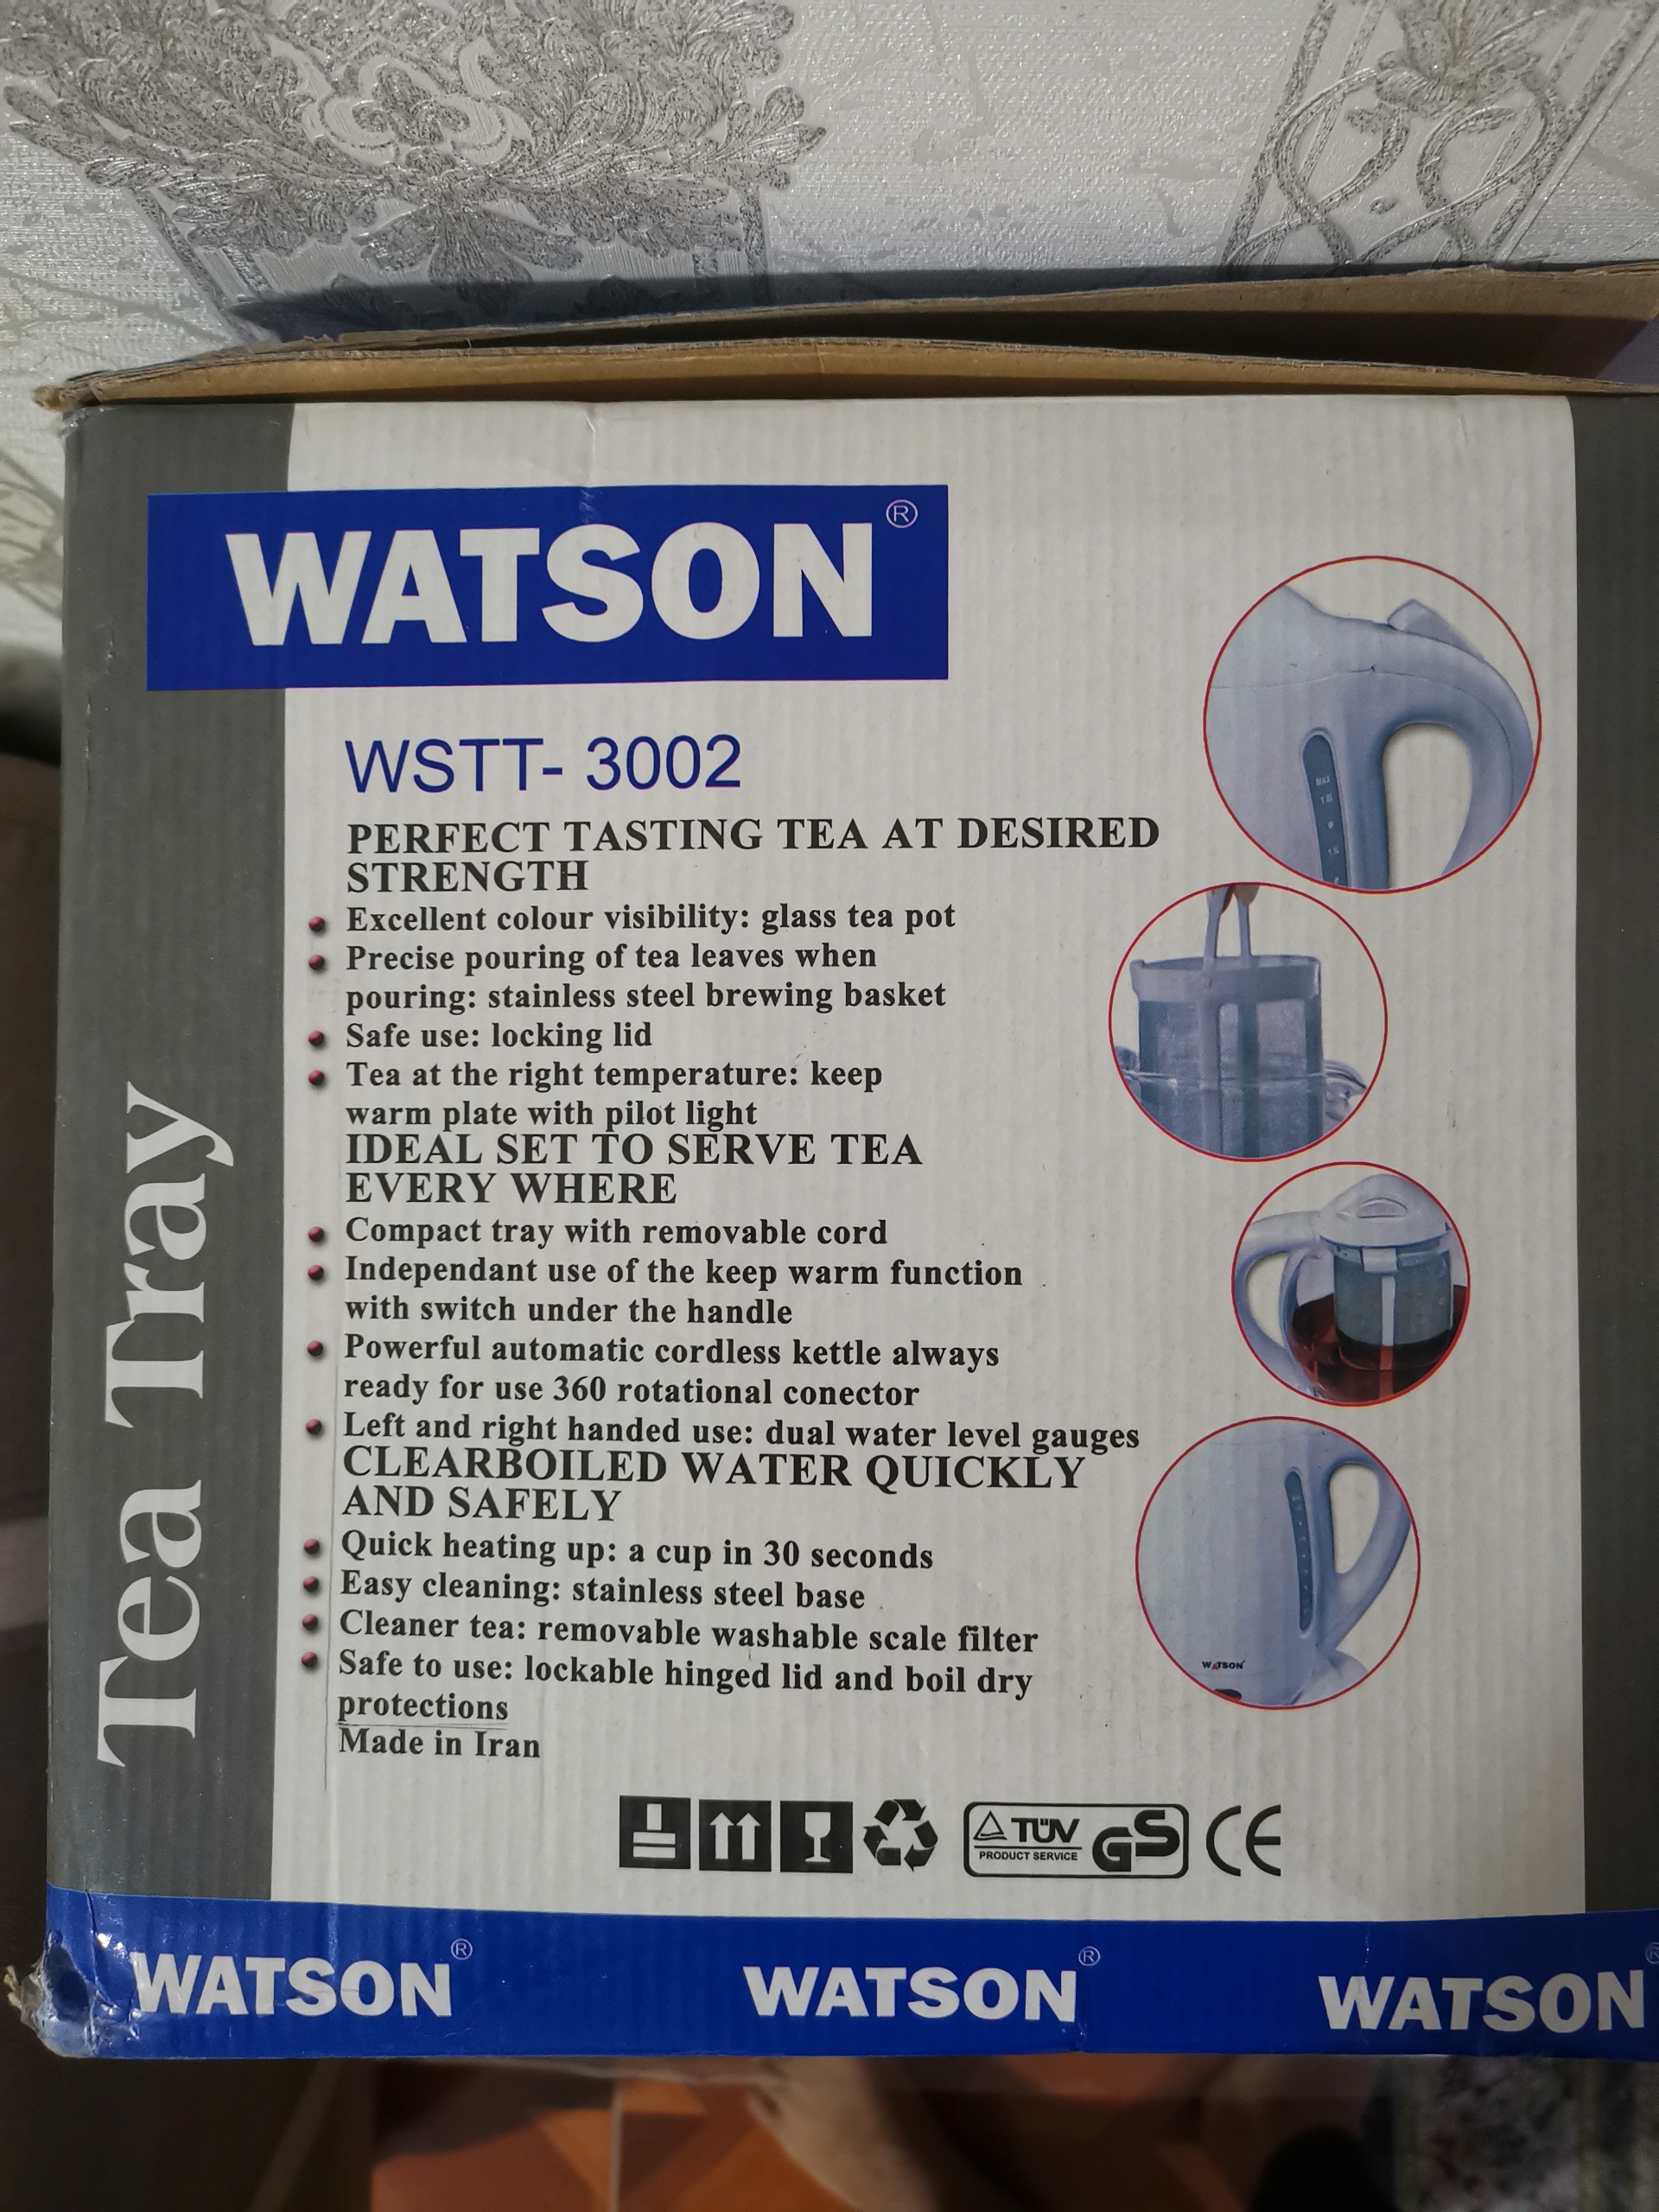 WATSON®
WSTT- 3002
PERFECT TASTING TEA AT DESIRED
STRENGTH
Excellent colour visibility: glass tea pot
Precise pouring of tea leaves when
pouring: stainless steel brewing basket
Safe use: locking lid
Tea at the right temperature: keep
warm plate with pilot light
IDEAL SET TO SERVE TEA
EVERY WHERE
Compact tray with removable cord
Independant use of the keep warm function
with switch under the handle
Powerful automatic cordless kettle always
ready for use 360 rotational conector
Left and right handed use: dual water level gauges
CLEARBOILED WATER QUICKLY
AND SAFELY
Quick heating up: a cup in 30 seconds
Easy cleaning: stainless steel base
Cleaner tea: removable washable scale filter
Safe to use: lockable hinged lid and boil dry
protections
Made in Iran
Tea Tray
MAX
WATSON
TÜV
PRODUCT SERVICE
GS
CE
WATSON® WATSON® WATSON®